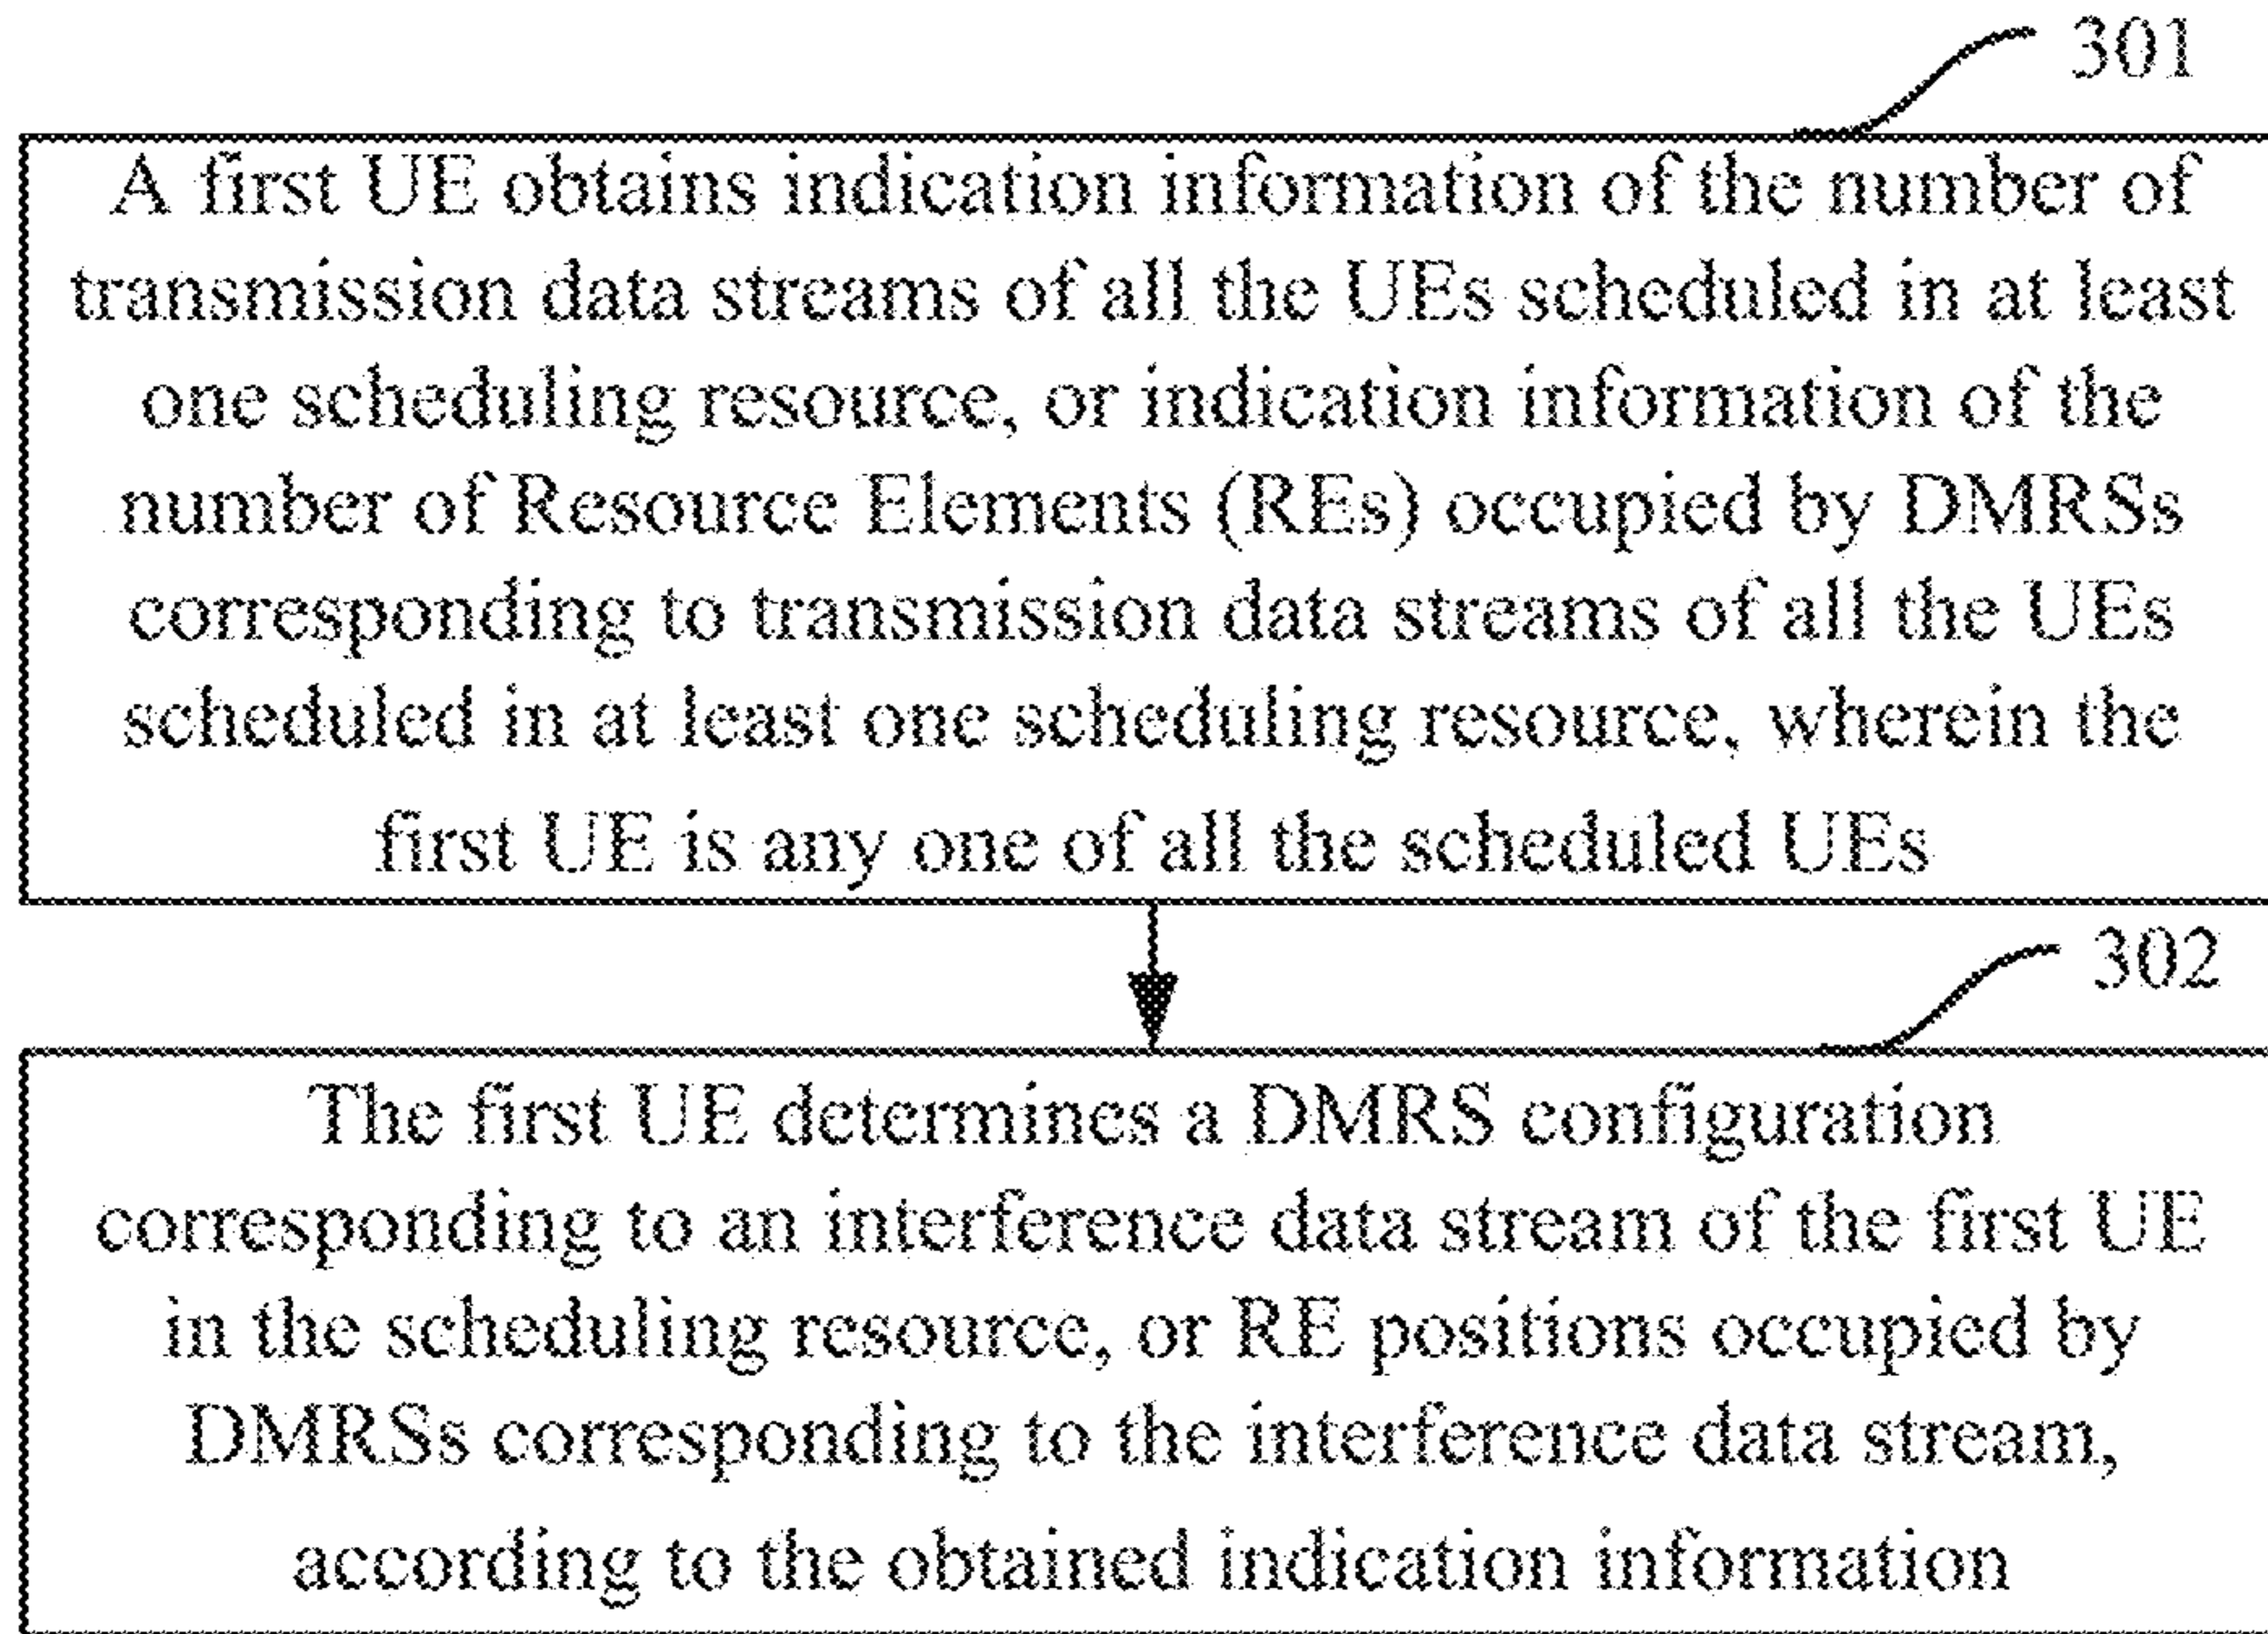 301
A first UE obtains indication information of the number of
transmission data streams of all the UEs scheduled in at least
one scheduling resource, or indication information of the
number of Resource Elements (REs) occupied by DMRSs
corresponding to transmission data streams of all the UEs
scheduled in at least one scheduling resource, wherein the
first UE is any one of all the scheduled UEs
302
The first UE determines a DMRS configuration
corresponding to an interference data stream of the first UE
in the scheduling resource, or RE positions occupied by
DMRSs corresponding to the interference data stream,
according to the obtained indication information